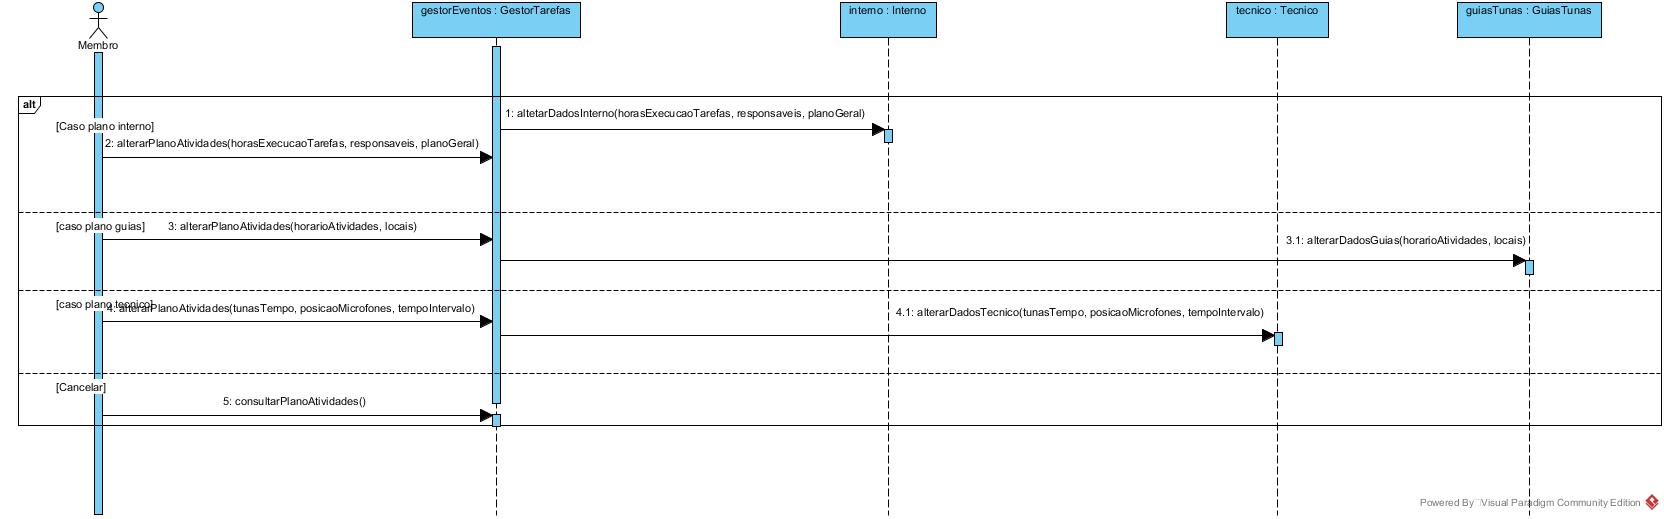 gestorEventos : GestorTarefas
interno : Interno
tecnico : Tecnico
guiasTunas : GuiasTunas
Membro
alt
1: altetarDadosInterno(horasExecucaoTarefas, responsaveis, planoGeral)
[Caso plano interno]
2: alterarPlanoAtividades(horasExecucaoTarefas, responsaveis, planoGeral)
[caso plano guias]
3: alterarPlanoAtividades(horarioAtividades, locais)
3.1: alterarDadosGuias(horarioAtividades, locais)
[caso plano tecnico]
4: alterarPlanoAtividades(tunasTempo, posicaoMicrofones, tempoIntervalo)
4.1: alterarDadosTecnico(tunasTempo, posicaoMicrofones, tempoIntervalo)
[Cancelar]
5: consultarPlanoAtividades()
Powered By Visual Paradigm Community Edition